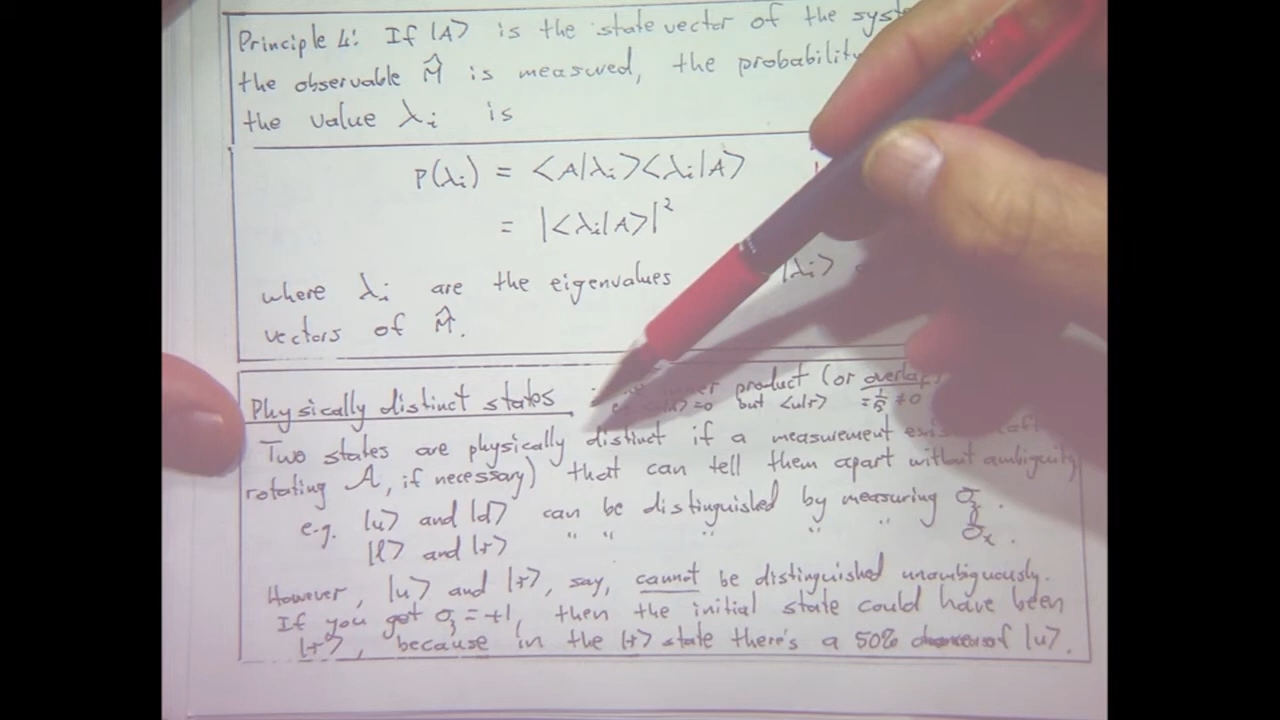 Principle 4: If |A> is the state vector of the syst
the observable M̂ is measured, the probability
the value λi is
P(λi) = <A|λi><λi|A>
= |<λi|A>|²
where λi are the eigenvalues |λi>
vectors of M̂.
Physically distinct states product (or overlap)
=0 but <u|r> = 1/√2 ≠ 0
Two states are physically distinct if a measurement
rotating A, if necessary) that can tell them apart without ambiguity
e.g. |u> and |d> can be distinguished by measuring σz.
|l> and |r> " " " " " σx.
However, |u> and |r>, say, cannot be distinguished unambiguously.
If you get σz = +1, then the initial state could have been
|r>, because in the |r> state there's a 50% chance of |u>.